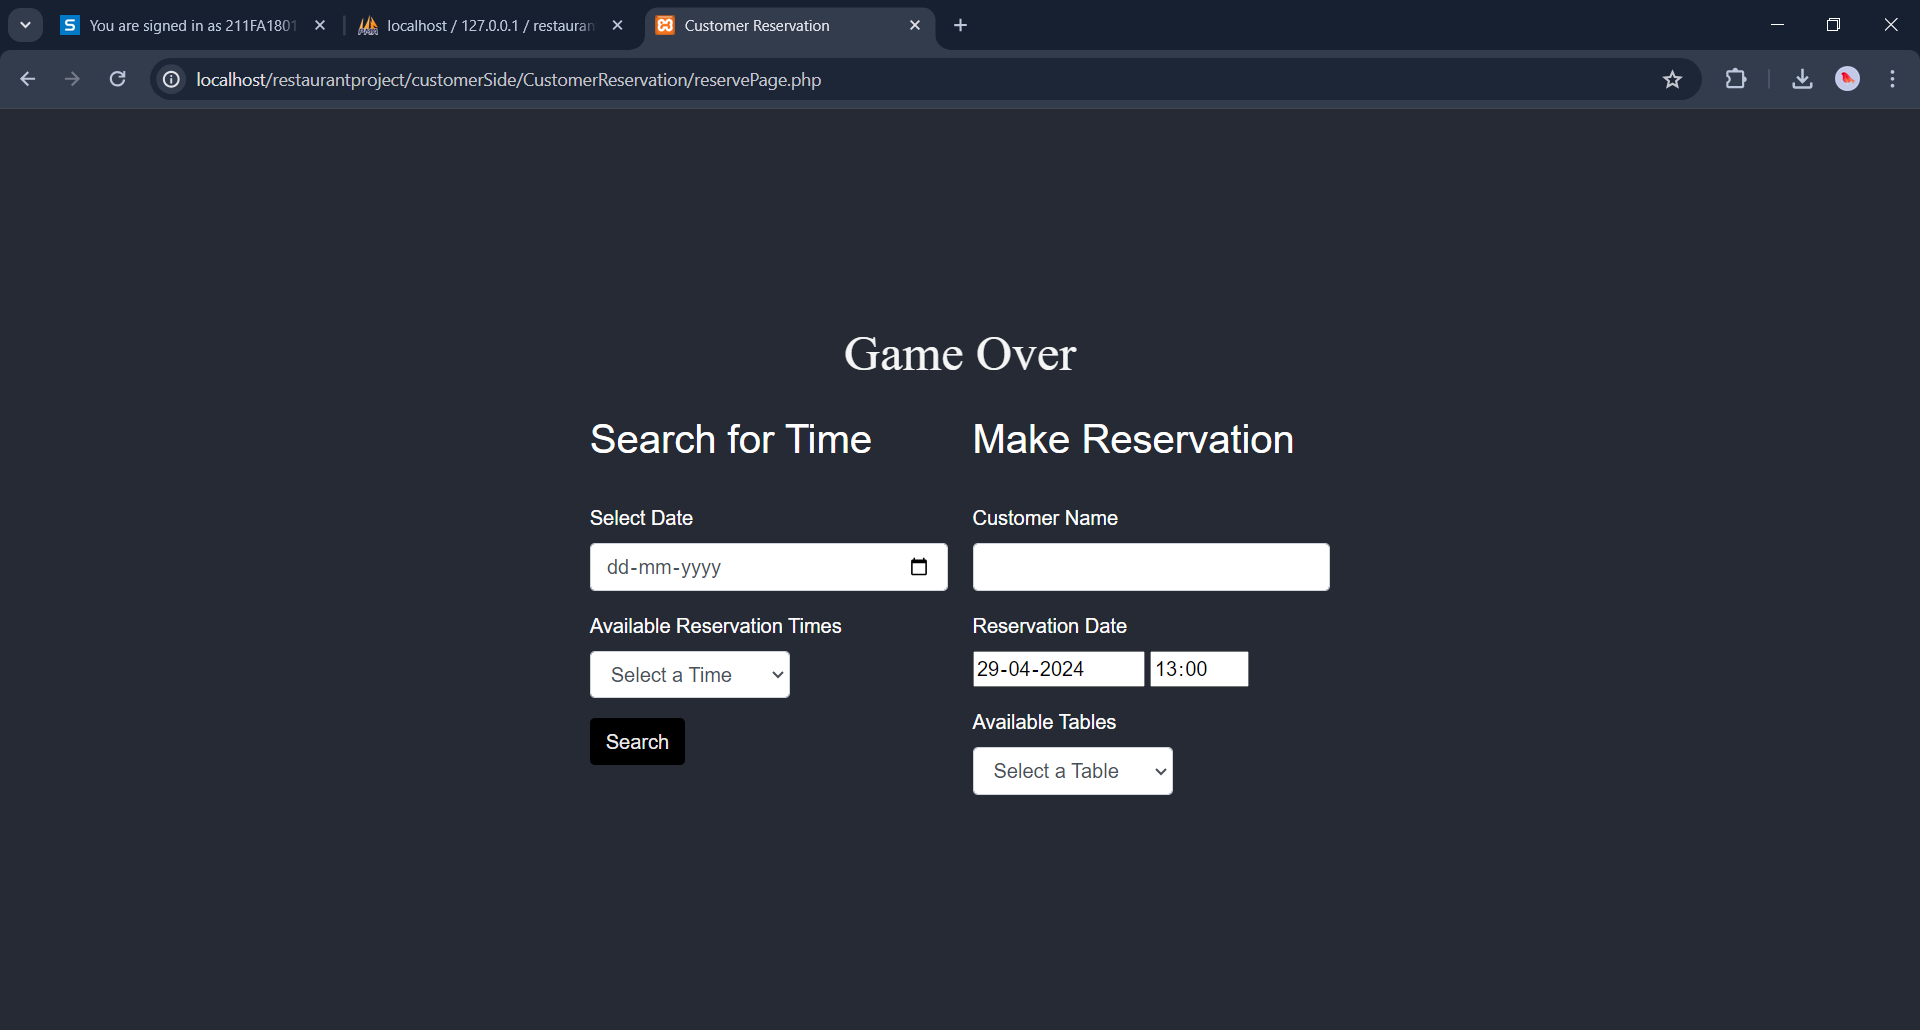 You are signed in as 211FA1801
localhost / 127.0.0.1 / restauran
Customer Reservation
localhost/restaurantproject/customerSide/CustomerReservation/reservePage.php
Game Over
Search for Time
Select Date
dd-mm-yyyy
Available Reservation Times
Select a Time
Search
Make Reservation
Customer Name
Reservation Date
29-04-2024 13:00
Available Tables
Select a Table